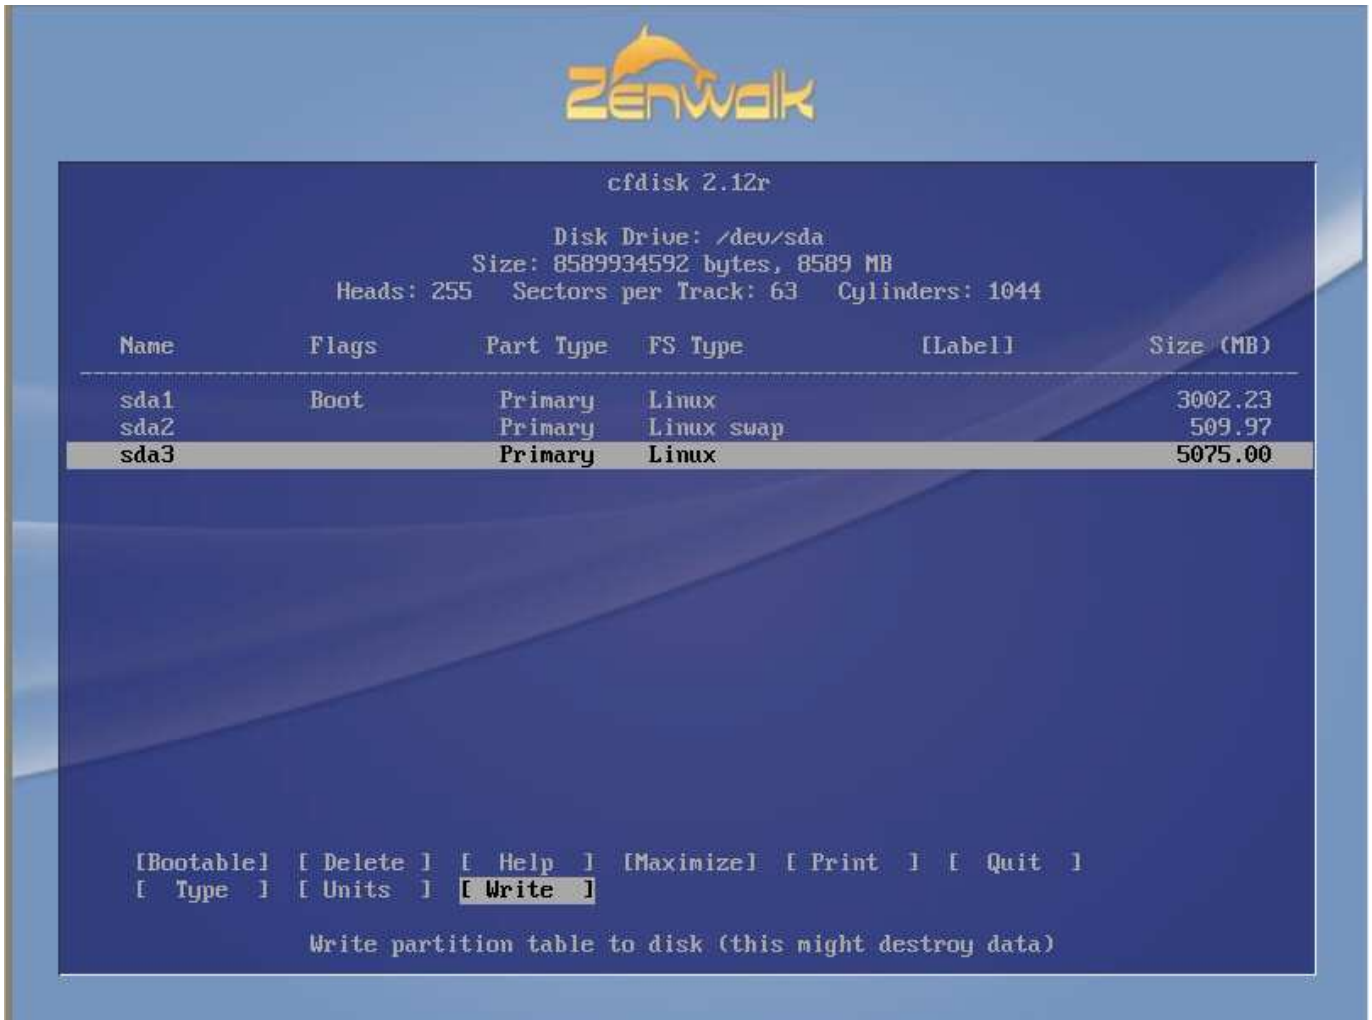 Zenwalk
cfdisk 2.12r
Disk Drive: /dev/sda
Size: 8589934592 bytes, 8589 MB
Heads: 255   Sectors per Track: 63   Cylinders: 1044
Name   Flags   Part Type   FS Type   [Label]   Size (MB)
sda1   Boot   Primary   Linux   3002.23
sda2   Primary   Linux swap   509.97
sda3   Primary   Linux   5075.00
[Bootable]  [ Delete ]  [  Help  ]  [Maximize]  [ Print  ]  [  Quit  ]
[  Type  ]  [ Units  ]  [ Write  ]
Write partition table to disk (this might destroy data)